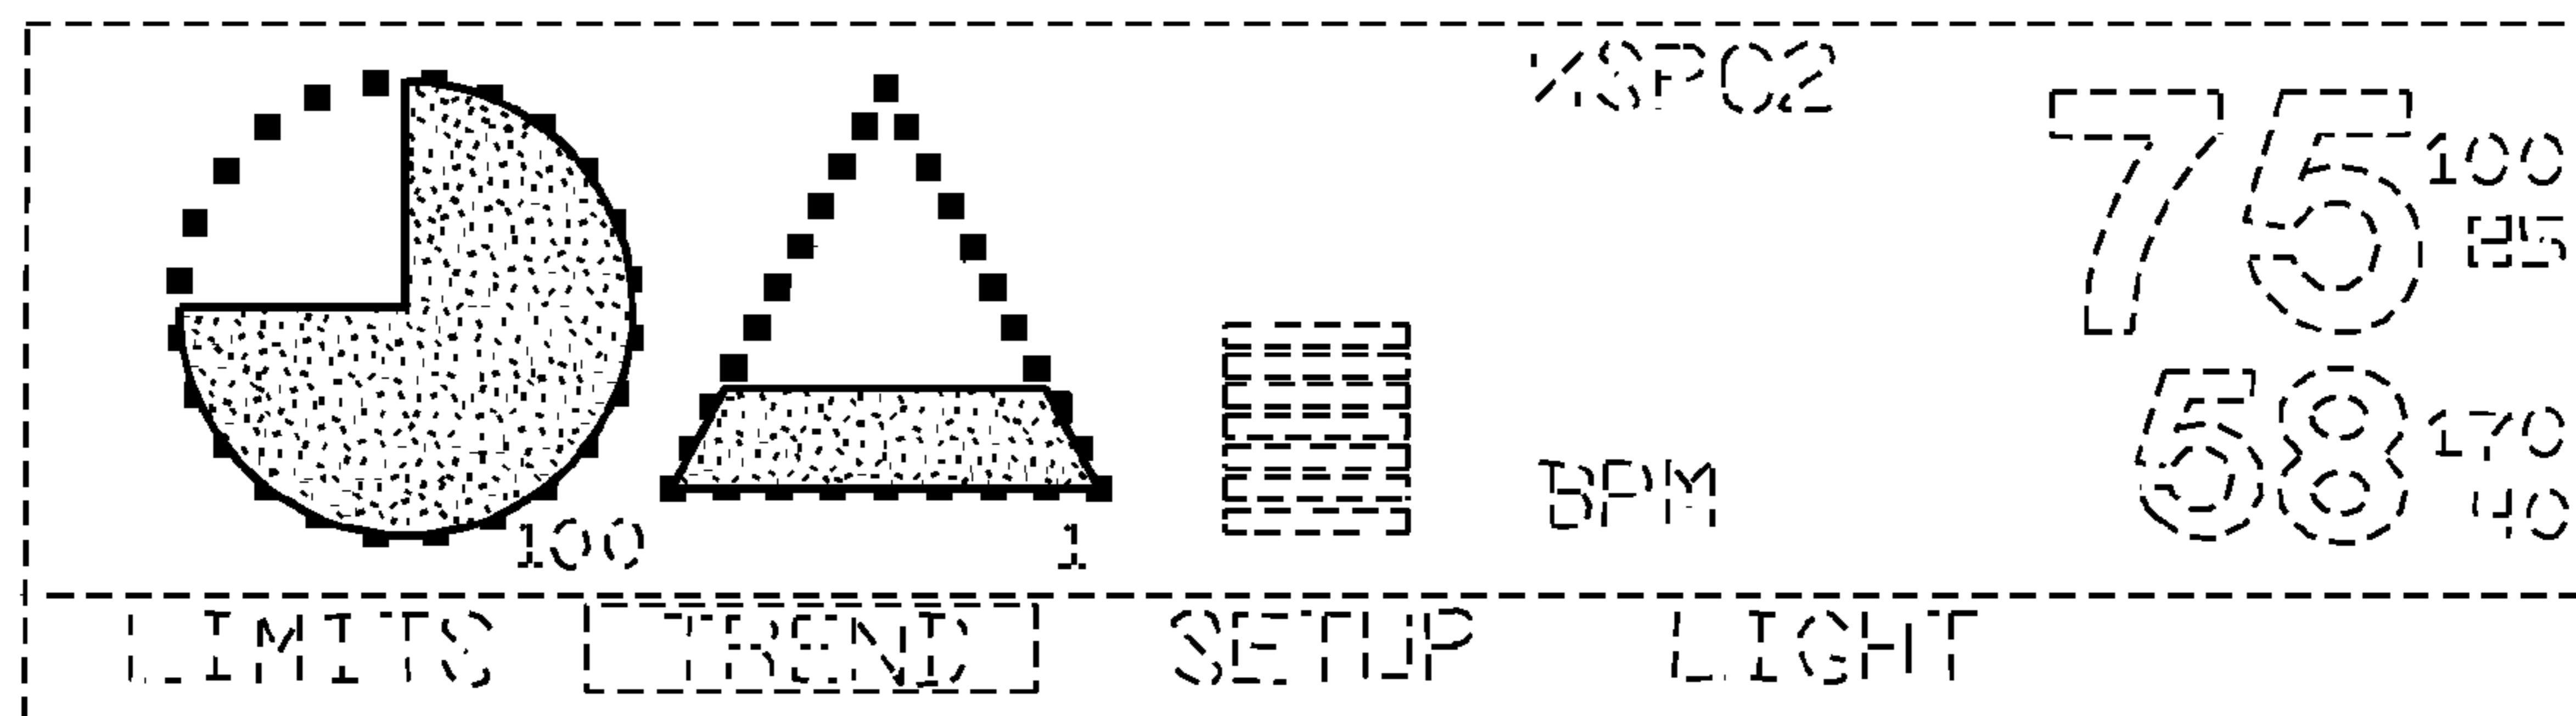 %SPO2
75 100
85
58 170
BPM 40
100 1
LIMITS TREND SETUP LIGHT